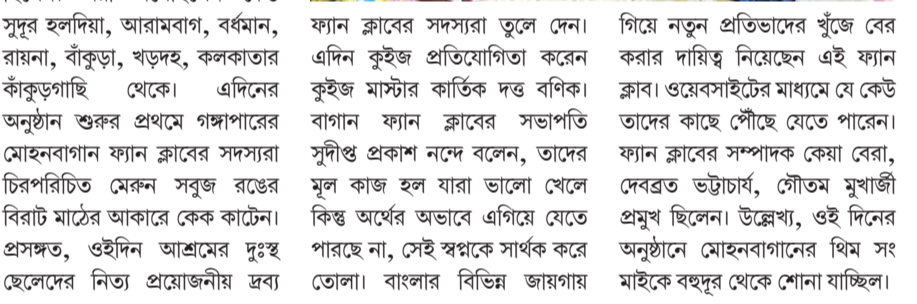 সুদূর হলদিয়া, আরামবাগ, বর্ধমান,
রায়না, বাঁকুড়া, খড়দহ, কলকাতার
কাঁকুড়গাছি থেকে। এদিনের
অনুষ্ঠান শুরুর প্রথমে গঙ্গাপারের
মোহনবাগান ফ্যান ক্লাবের সদস্যরা
চিরপরিচিত মেরুন সবুজ রঙের
বিরাট মাঠের আকারে কেক কাটেন।
প্রসঙ্গত, ওইদিন আশ্রমের দুঃস্থ
ছেলেদের নিত্য প্রয়োজনীয় দ্রব্য
ফ্যান ক্লাবের সদস্যরা তুলে দেন।
এদিন কুইজ প্রতিযোগিতা করেন
কুইজ মাস্টার কার্তিক দত্ত বণিক।
বাগান ফ্যান ক্লাবের সভাপতি
সুদীপ্ত প্রকাশ নন্দে বলেন, তাদের
মূল কাজ হল যারা ভালো খেলে
কিন্তু অর্থের অভাবে এগিয়ে যেতে
পারছে না, সেই স্বপ্নকে সার্থক করে
তোলা। বাংলার বিভিন্ন জায়গায়
গিয়ে নতুন প্রতিভাদের খুঁজে বের
করার দায়িত্ব নিয়েছেন এই ফ্যান
ক্লাব। ওয়েবসাইটের মাধ্যমে যে কেউ
তাদের কাছে পৌঁছে যেতে পারেন।
ফ্যান ক্লাবের সম্পাদক কেয়া বেরা,
দেবব্রত ভট্টাচার্য, গৌতম মুখার্জী
প্রমুখ ছিলেন। উল্লেখ্য, ওই দিনের
অনুষ্ঠানে মোহনবাগানের থিম সং
মাইকে বহুদূর থেকে শোনা যাচ্ছিল।